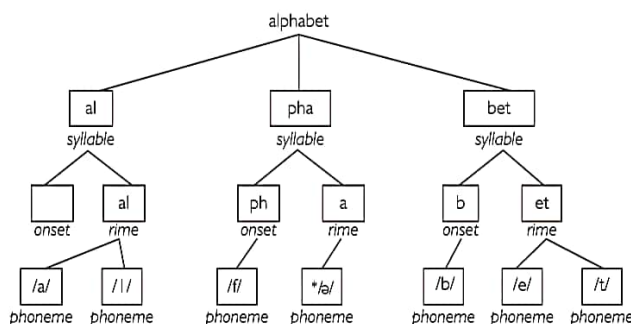 alphabet
al pha bet
syllable syllable syllable
al ph a b et
onset rime onset rime onset rime
/a/ /l/ /f/ */ə/ /b/ /e/ /t/
phoneme phoneme phoneme phoneme phoneme phoneme phoneme